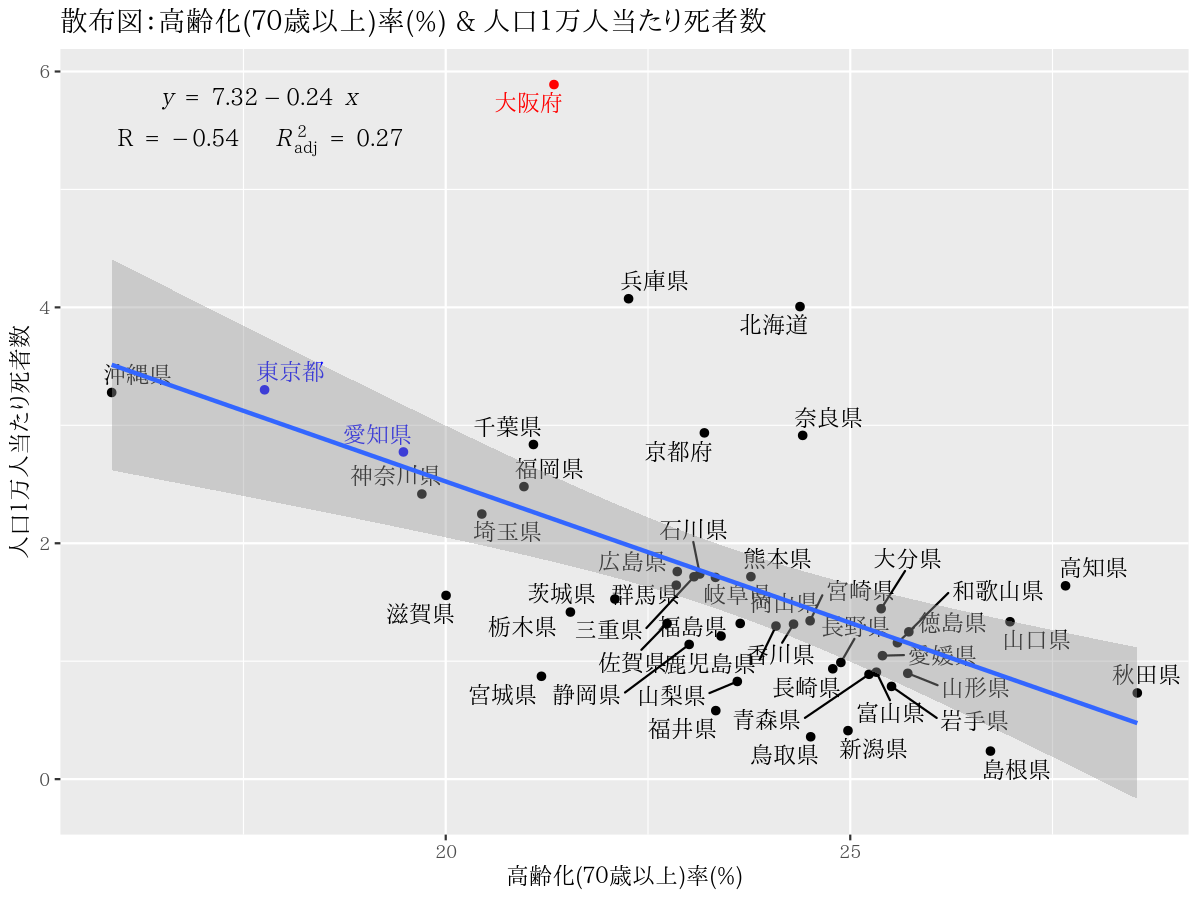 散布図：高齢化(70歳以上)率(%) & 人口1万人当たり死者数
6
y = 7.32 − 0.24 x
大阪府
R = −0.54 R²adj = 0.27
兵庫県
4
北海道
沖縄県
東京都
千葉県
奈良県
愛知県
京都府
神奈川県
福岡県
人口1万人当たり死者数
埼玉県
石川県
2
広島県
熊本県
大分県
高知県
茨城県
群馬県
岐阜県
岡山県
宮崎県
和歌山県
滋賀県
栃木県
三重県
福島県
長野県
徳島県
山口県
佐賀県
鹿児島県
香川県
愛媛県
秋田県
宮城県
静岡県
山梨県
長崎県
山形県
福井県
青森県
富山県
岩手県
鳥取県
新潟県
島根県
0
20
25
高齢化(70歳以上)率(%)